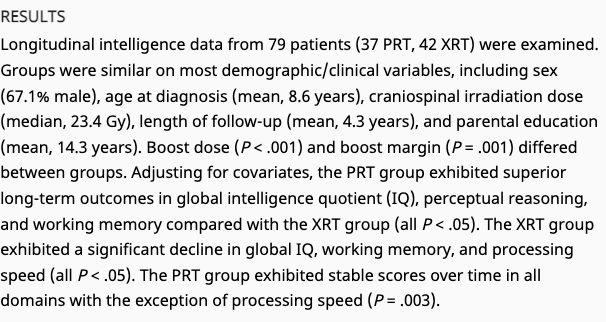 RESULTS
Longitudinal intelligence data from 79 patients (37 PRT, 42 XRT) were examined.
Groups were similar on most demographic/clinical variables, including sex
(67.1% male), age at diagnosis (mean, 8.6 years), craniospinal irradiation dose
(median, 23.4 Gy), length of follow-up (mean, 4.3 years), and parental education
(mean, 14.3 years). Boost dose (P < .001) and boost margin (P = .001) differed
between groups. Adjusting for covariates, the PRT group exhibited superior
long-term outcomes in global intelligence quotient (IQ), perceptual reasoning,
and working memory compared with the XRT group (all P < .05). The XRT group
exhibited a significant decline in global IQ, working memory, and processing
speed (all P < .05). The PRT group exhibited stable scores over time in all
domains with the exception of processing speed (P = .003).